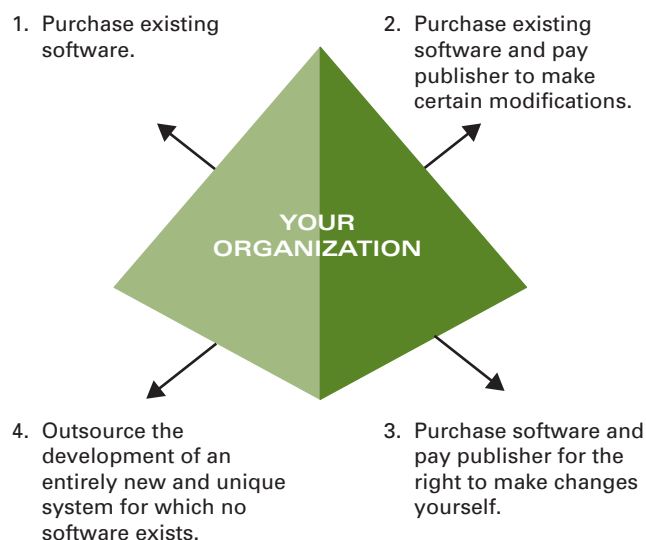 1. Purchase existing
software.
2. Purchase existing
software and pay
publisher to make
certain modifications.
YOUR
ORGANIZATION
4. Outsource the
development of an
entirely new and unique
system for which no
software exists.
3. Purchase software and
pay publisher for the
right to make changes
yourself.